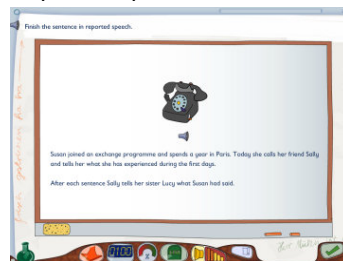 Finish the sentence in reported speech.
Susan joined an exchange programme and spends a year in Paris. Today she calls her friend Sally
and tells her what she has experienced during the first days.
After each sentence Sally tells her sister Lucy what Susan had said.